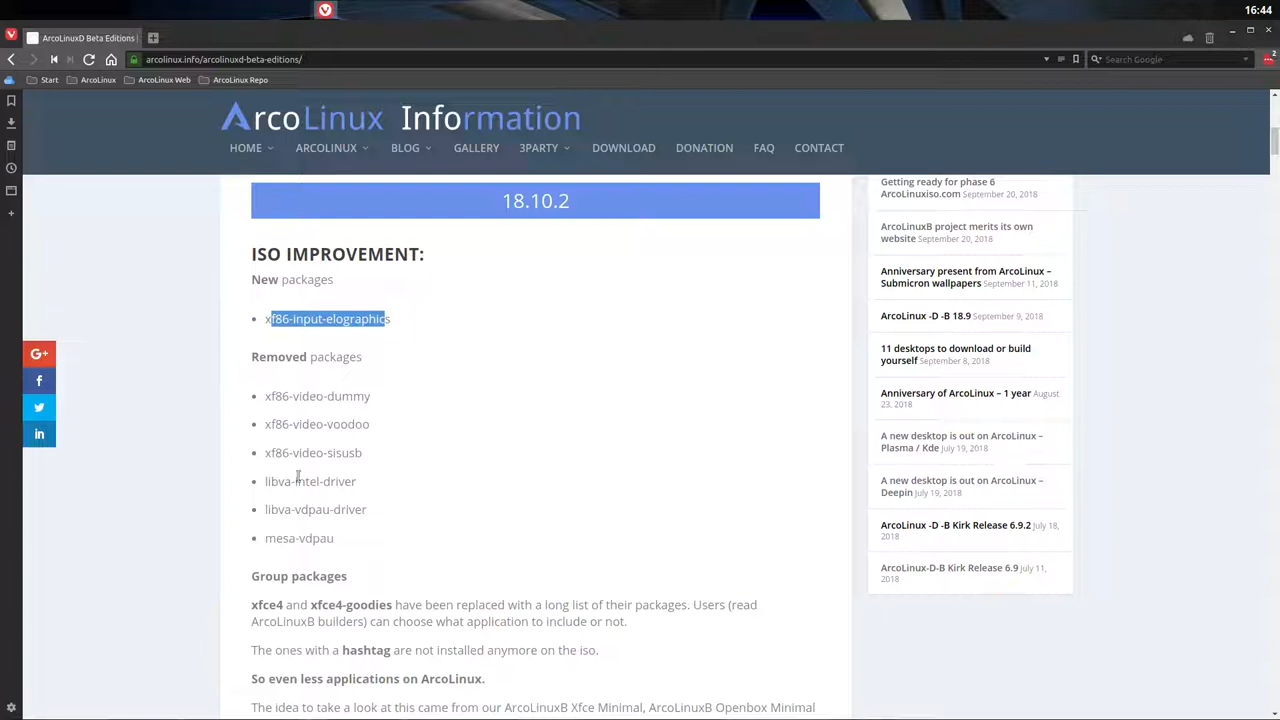 16:44
ArcoLinuxD Beta Editions |
arcolinux.info/arcolinuxd-beta-editions/
Search Google
2
Start
ArcoLinux
ArcoLinux Web
ArcoLinux Repo
ArcoLinux Information
HOME
ARCOLINUX
BLOG
GALLERY
3PARTY
DOWNLOAD
DONATION
FAQ
CONTACT
18.10.2
ISO IMPROVEMENT:
New packages
xf86-input-elographics
Removed packages
xf86-video-dummy
xf86-video-voodoo
xf86-video-sisusb
libva-intel-driver
libva-vdpau-driver
mesa-vdpau
Group packages
xfce4 and xfce4-goodies have been replaced with a long list of their packages. Users (read
ArcoLinuxB builders) can choose what application to include or not.
The ones with a hashtag are not installed anymore on the iso.
So even less applications on ArcoLinux.
The idea to take a look at this came from our ArcoLinuxB Xfce Minimal, ArcoLinuxB Openbox Minimal
Getting ready for phase 6
ArcoLinuxiso.com September 20, 2018
ArcoLinuxB project merits its own
website September 20, 2018
Anniversary present from ArcoLinux –
Submicron wallpapers September 11, 2018
ArcoLinux -D -B 18.9 September 9, 2018
11 desktops to download or build
yourself September 8, 2018
Anniversary of ArcoLinux – 1 year August
23, 2018
A new desktop is out on ArcoLinux –
Plasma / Kde July 19, 2018
A new desktop is out on ArcoLinux –
Deepin July 19, 2018
ArcoLinux -D -B Kirk Release 6.9.2 July 18,
2018
ArcoLinux-D-B Kirk Release 6.9 July 11,
2018
G+
f
in